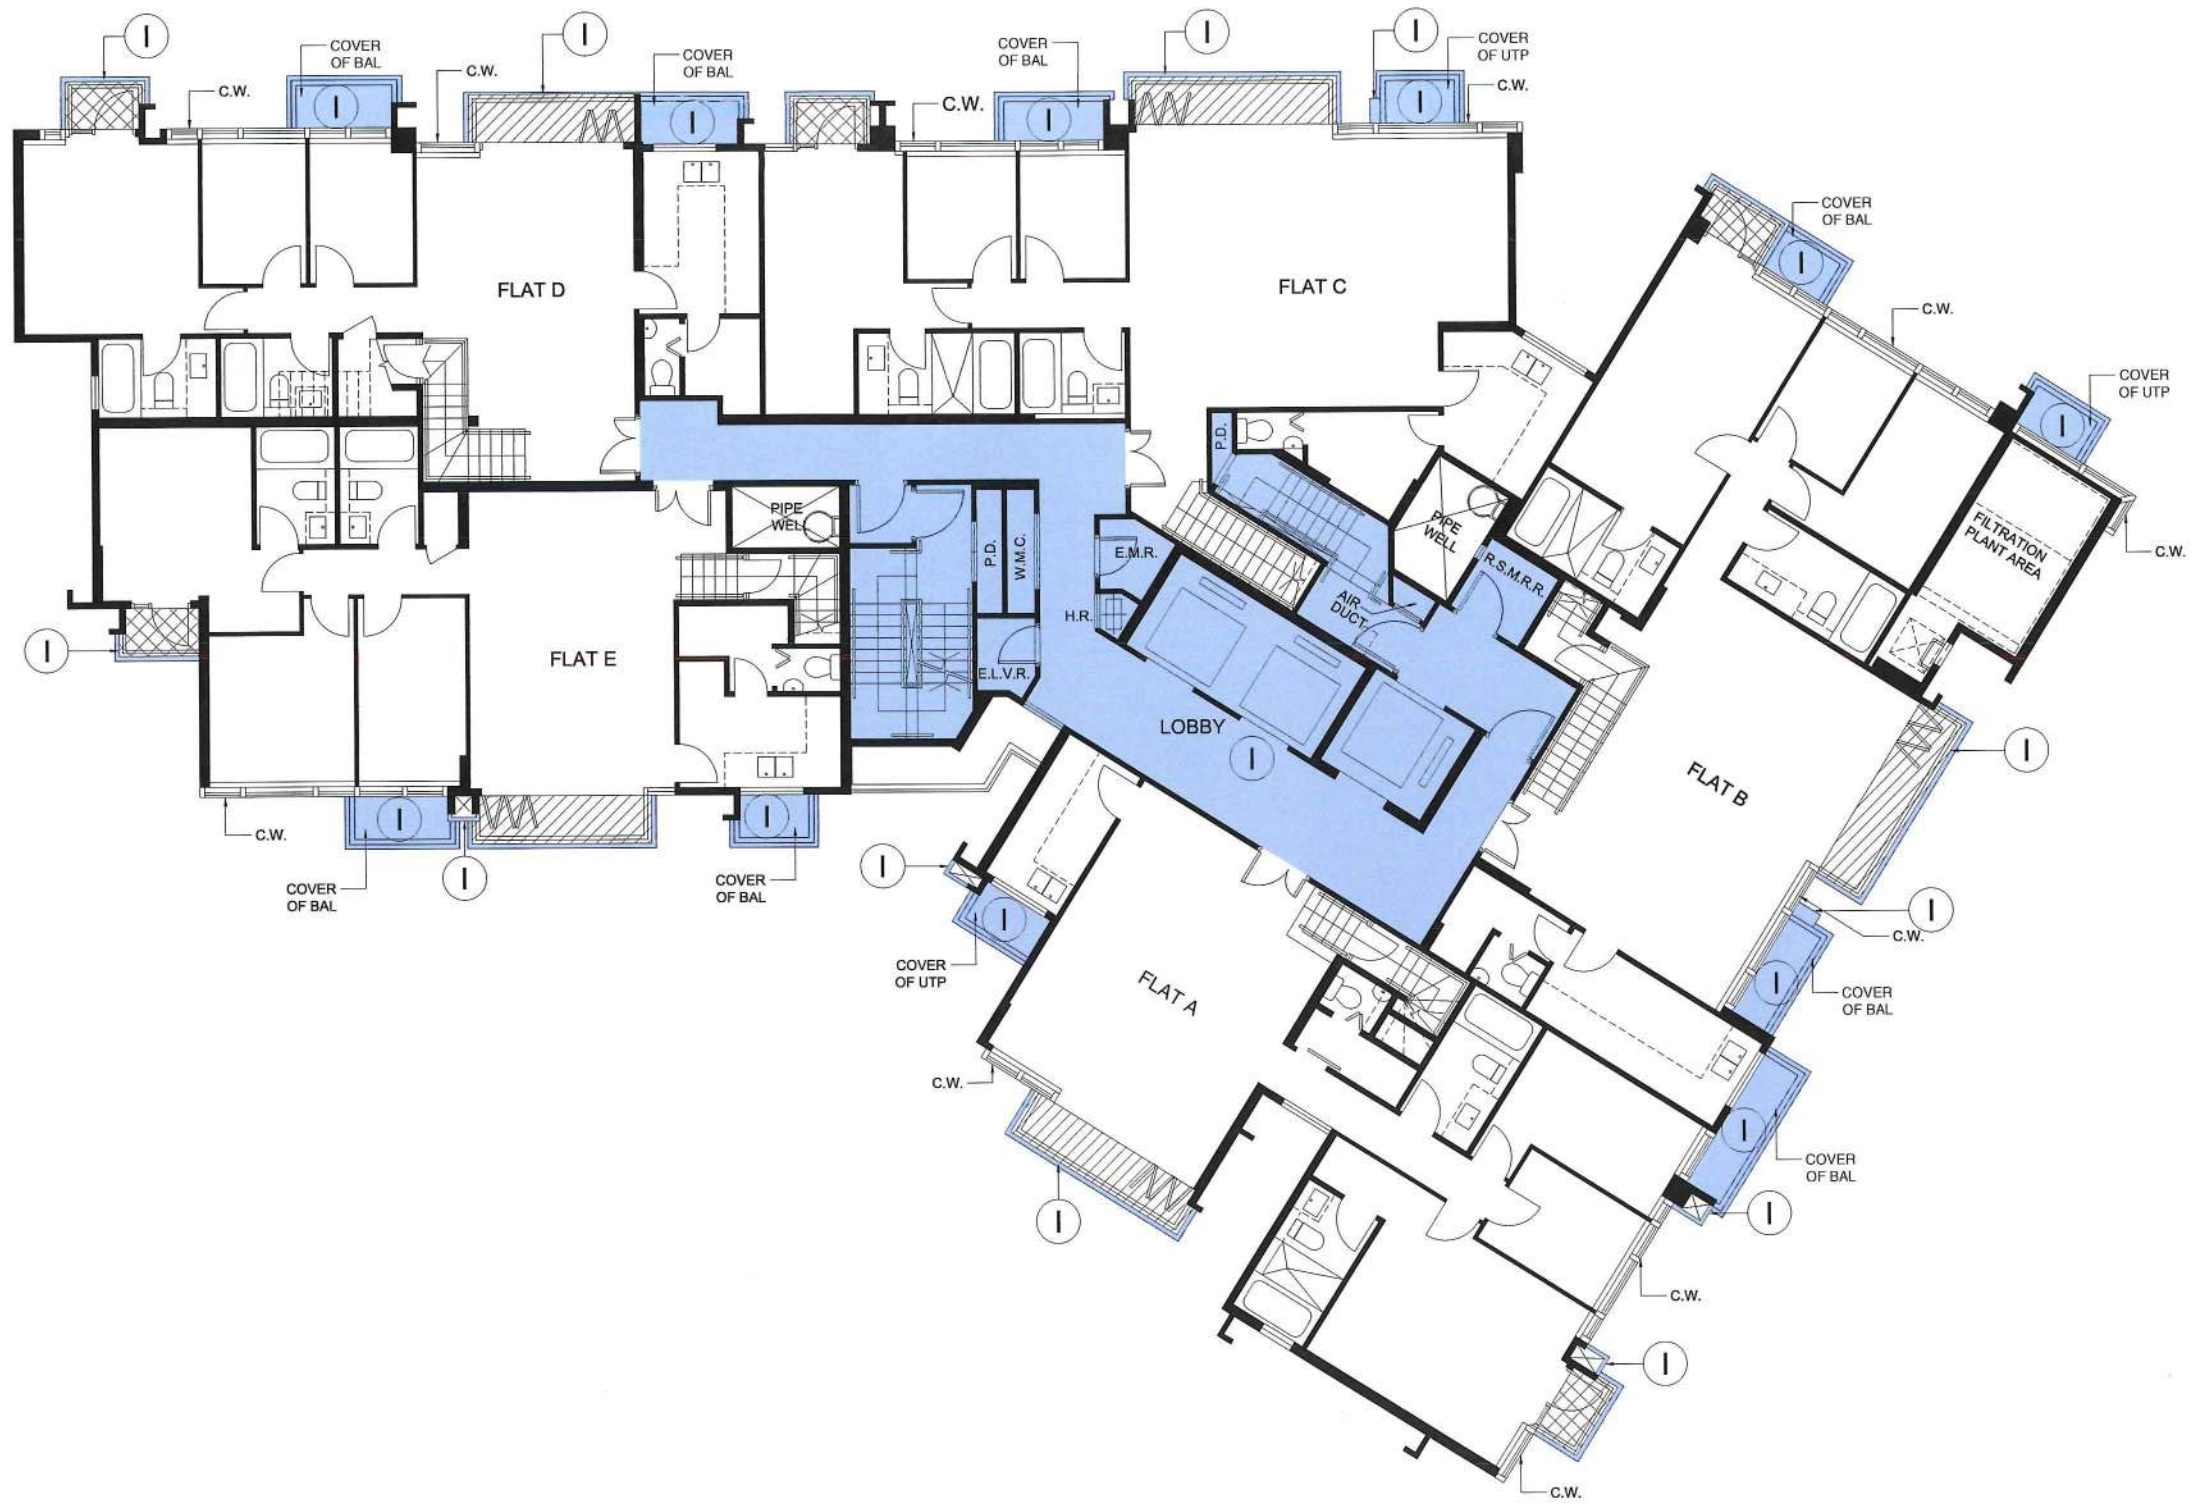 I
COVER
OF BAL
C.W.
C.W.
I
I
COVER
OF BAL
I
C.W.
COVER
OF BAL
I
I
I
COVER
OF UTP
I
C.W.
COVER
OF BAL
I
C.W.
COVER
OF UTP
I
FLAT D
FLAT C
P.D.
PIPE
WELL
P.D.
W.M.C.
E.M.R.
H.R.
E.L.V.R.
AIR
DUCT
PIPE
WELL
R.S.M.R.R.
FILTRATION
PLANT AREA
C.W.
I
FLAT E
LOBBY
I
FLAT B
I
C.W.
I
COVER
OF BAL
I
I
COVER
OF BAL
I
COVER
OF UTP
I
I
C.W.
I
COVER
OF BAL
FLAT A
C.W.
I
I
COVER
OF BAL
I
C.W.
I
C.W.